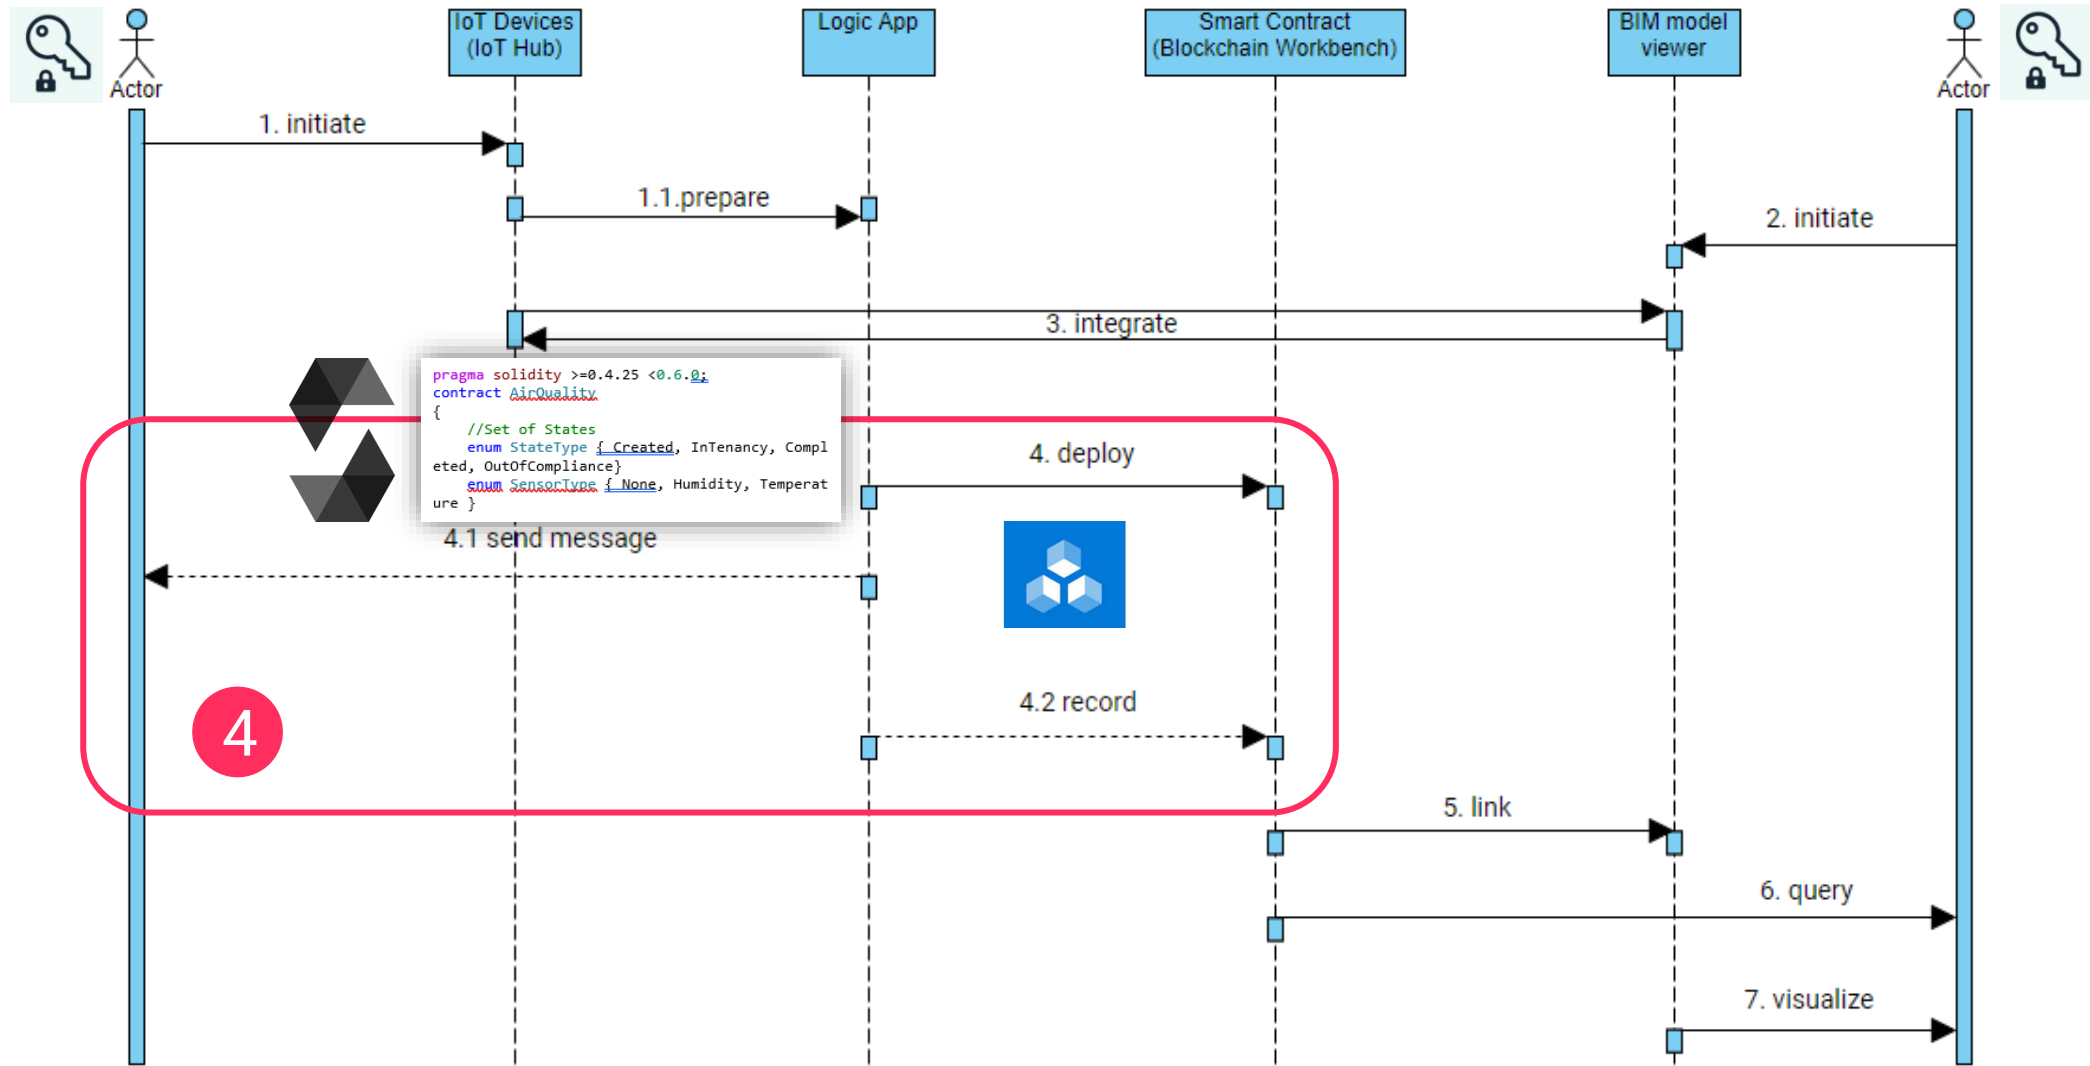 IoT Devices
(IoT Hub)
Logic App
Smart Contract
(Blockchain Workbench)
BIM model
viewer
Actor
Actor
1. initiate
1.1.prepare
2. initiate
3. integrate
pragma solidity >=0.4.25 <0.6.0;
contract AirQuality
{
//Set of States
enum StateType { Created, InTenancy, Compl
eted, OutOfCompliance}
enum SensorType { None, Humidity, Temperat
ure }
4. deploy
4.1 send message
4.2 record
4
5. link
6. query
7. visualize